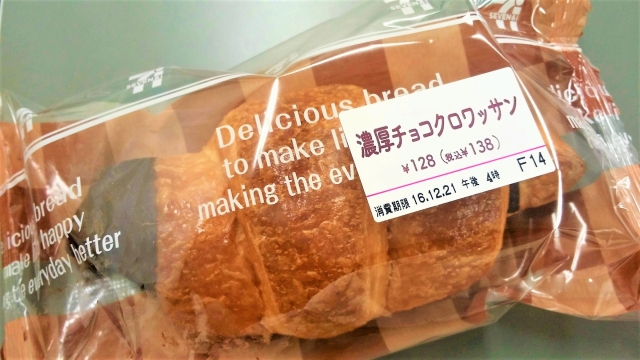 SEVEN&i
Delicious bread
to make li
making the ev
濃厚チョコクロワッサン
¥128 (税込¥138)
消費期限 16.12.21 午後 4時 F14
bread
happy
everyday better